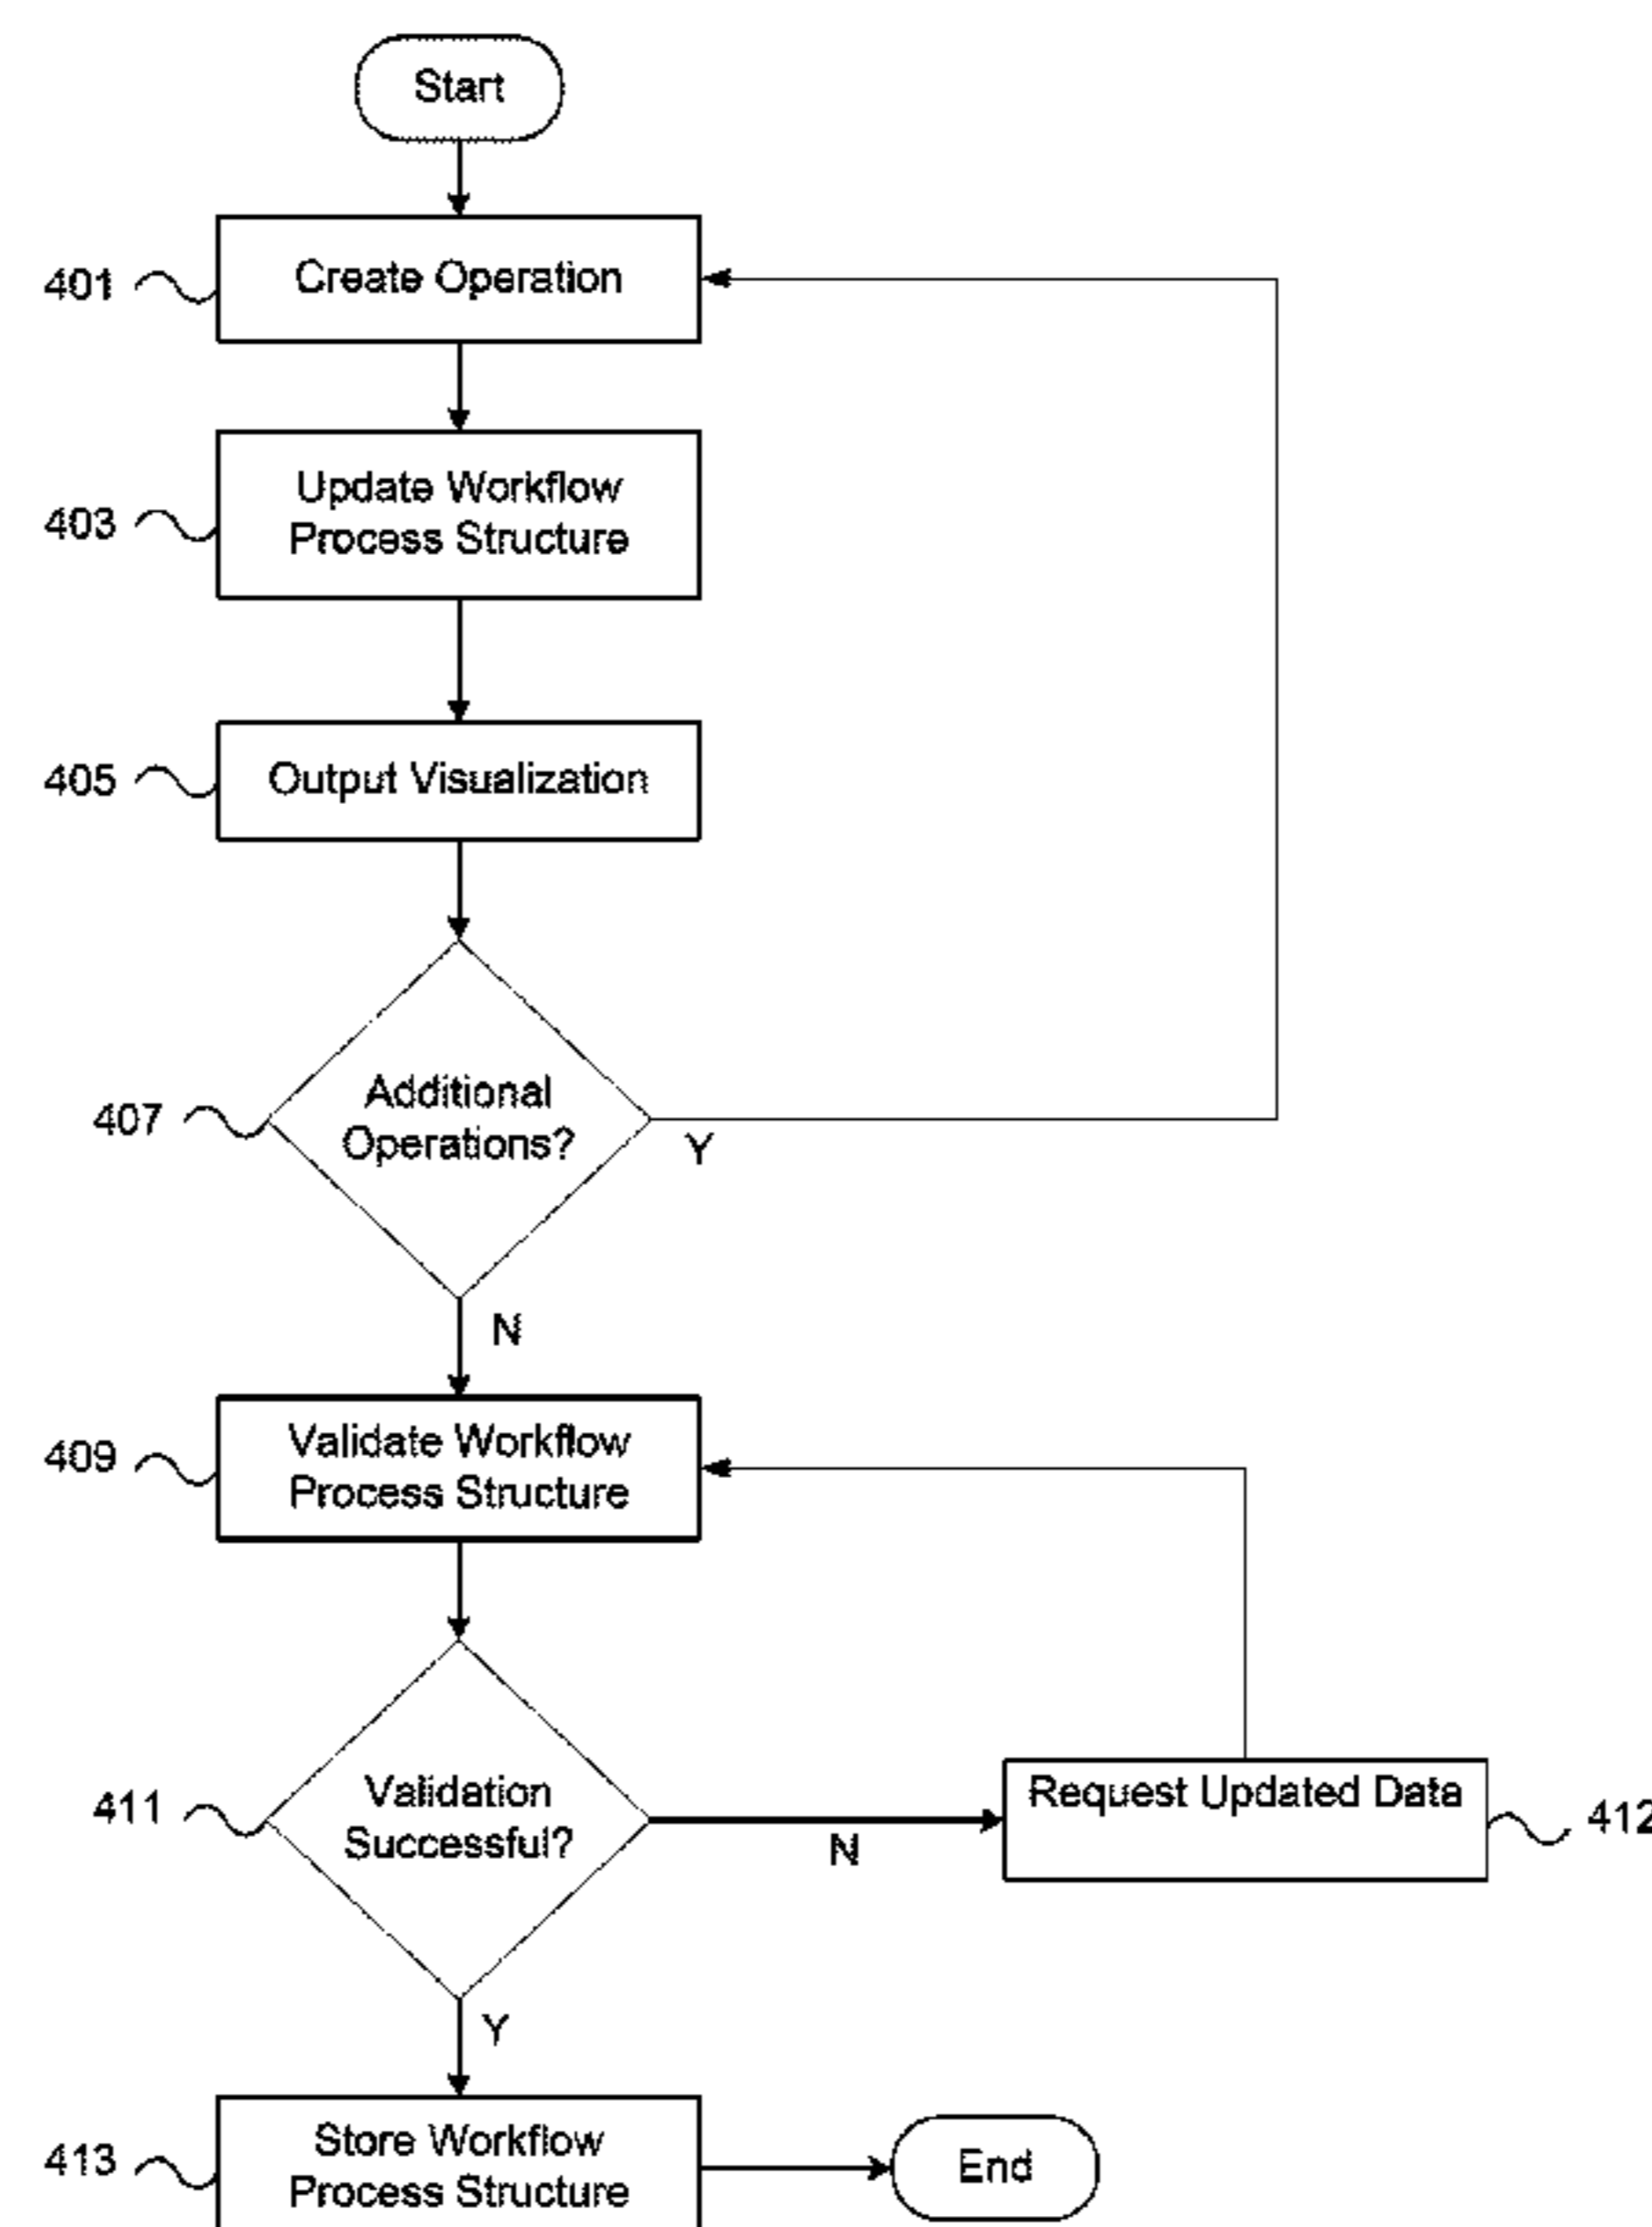 Start
401
Create Operation
403
Update Workflow
Process Structure
405
Output Visualization
407
Additional
Operations?
Y
N
409
Validate Workflow
Process Structure
411
Validation
Successful?
N
Request Updated Data
412
Y
413
Store Workflow
Process Structure
End